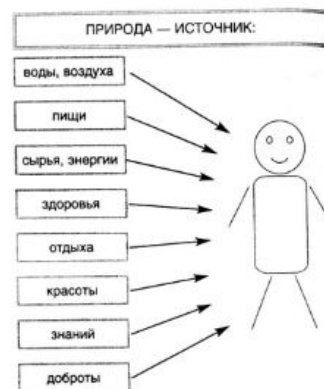 ПРИРОДА — ИСТОЧНИК:
воды, воздуха
пищи
сырья, энергии
здоровья
отдыха
красоты
знаний
доброты